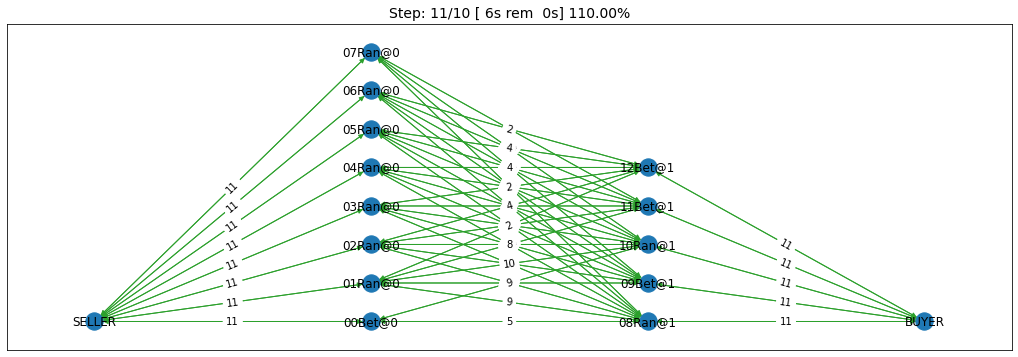 Step: 11/10 [ 6s rem  0s] 110.00%
07Ran@0
06Ran@0
05Ran@0
2
4
04Ran@0
4
12Bet@1
11
2
11
03Ran@0
4
11Bet@1
11
2
11
02Ran@0
8
10Ran@1
11
11
10
11
11
01Ran@0
9
09Bet@1
11
11
9
11
SELLER
11
00Bet@0
5
08Ran@1
11
BUYER